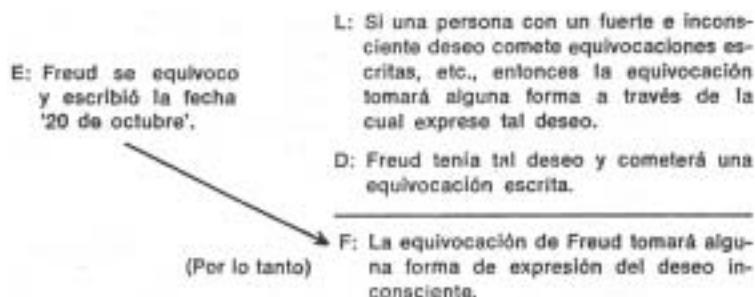 E: Freud se equivoco
y escribió la fecha
'20 de octubre'.
L: Si una persona con un fuerte e incons-
ciente deseo comete equivocaciones es-
critas, etc., entonces la equivocación
tomará alguna forma a través de la
cual exprese tal deseo.
D: Freud tenía tal deseo y cometerá una
equivocación escrita.
(Por lo tanto)
F: La equivocación de Freud tomará algu-
na forma de expresión del deseo in-
consciente.